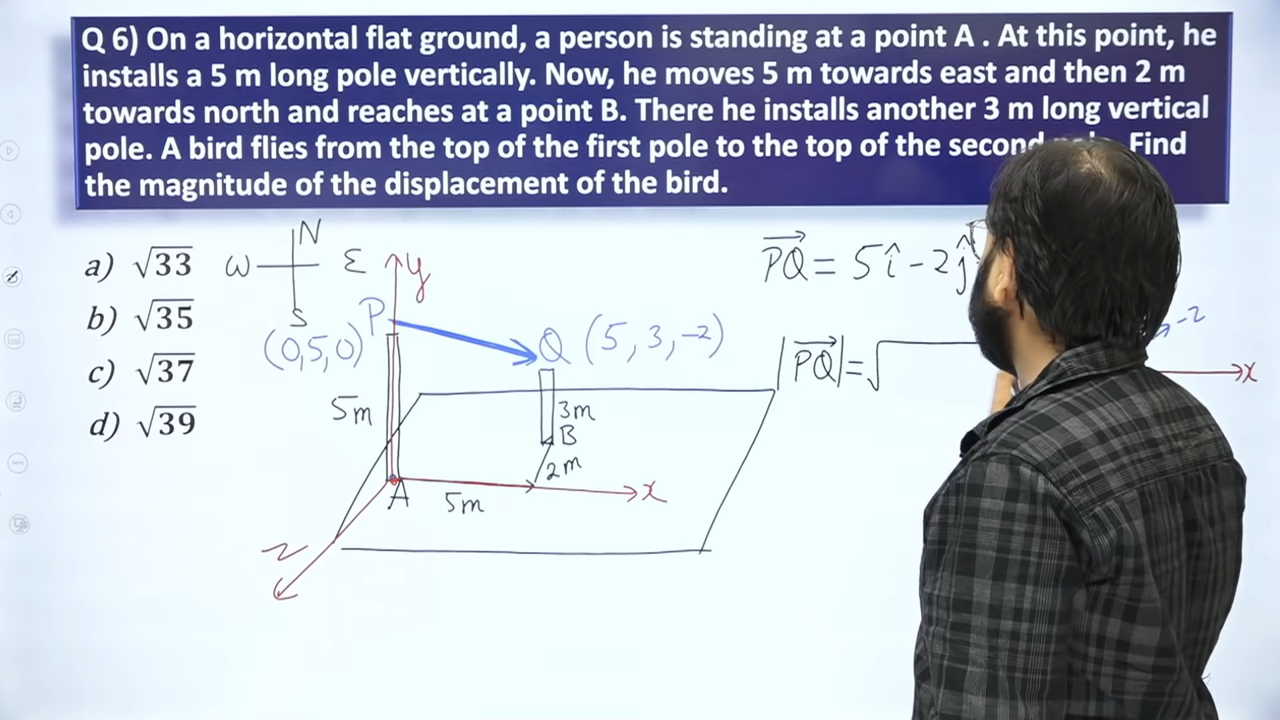 Q 6) On a horizontal flat ground, a person is standing at a point A . At this point, he
installs a 5 m long pole vertically. Now, he moves 5 m towards east and then 2 m
towards north and reaches at a point B. There he installs another 3 m long vertical
pole. A bird flies from the top of the first pole to the top of the second Find
the magnitude of the displacement of the bird.
a) √33
b) √35
c) √37
d) √39
N
W E
S
y
P
(0,5,0)
Q (5,3,-2)
5m
3m
B
2m
A
5m
x
z
PQ = 5î - 2ĵ
|PQ| = √
-2
x